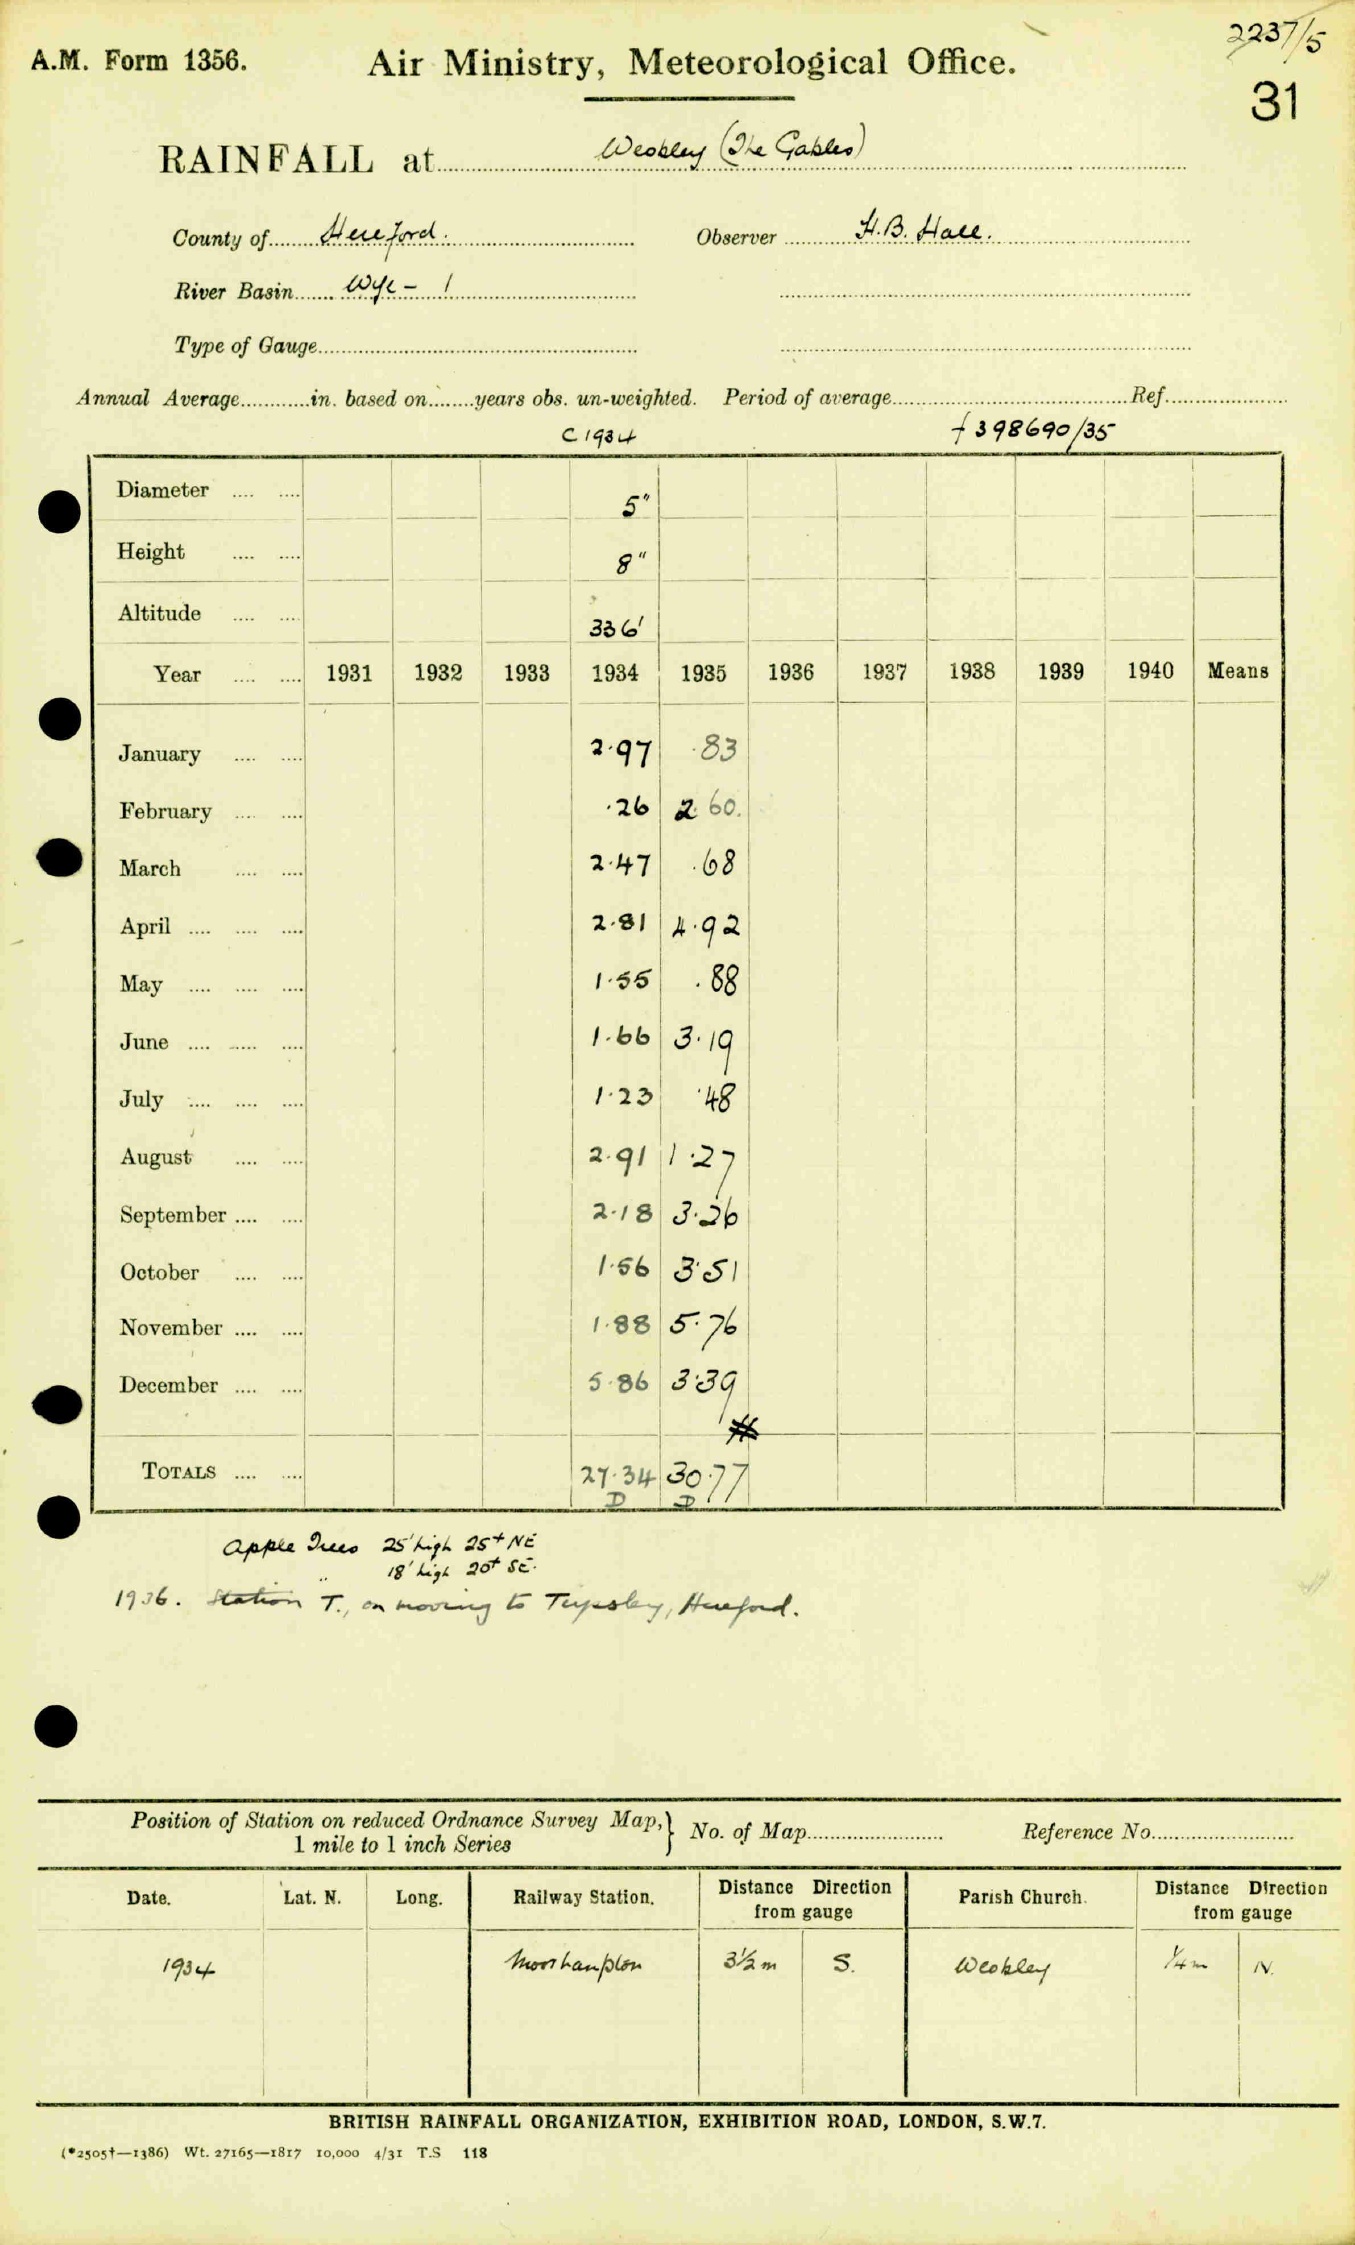 2237/5
A.M. Form 1356. Air Ministry, Meteorological Office.
31
RAINFALL at Weobley (The Gables)
County of Hereford. Observer H.B. Hall.
River Basin Wye - 1
Type of Gauge
Annual Average in. based on years obs. un-weighted. Period of average Ref.
C 1934 f 398690/35
Diameter 5"
Height 8"
Altitude 336'
Year 1931 1932 1933 1934 1935 1936 1937 1938 1939 1940 Means
January 2.97 .83
February .26 2.60
March 2.47 .68
April 2.81 4.92
May 1.55 .88
June 1.66 3.19
July 1.23 .48
August 2.91 1.27
September 2.18 3.26
October 1.56 3.51
November 1.88 5.76
December 5.86 3.39
TOTALS 27.34 30.77
D D
Apple Trees 25' high 25+ NE
" 18' high 20+ SE.
1936. Station T., on moving to Tupsley, Hereford.
Position of Station on reduced Ordnance Survey Map, 1 mile to 1 inch Series } No. of Map Reference No.
Date. Lat. N. Long. Railway Station. Distance Direction from gauge Parish Church. Distance Direction from gauge
1934 Moorhampton 3½ m S. Weobley ¼ m N.
BRITISH RAINFALL ORGANIZATION, EXHIBITION ROAD, LONDON, S.W.7.
(*2505†—1386) Wt. 27165—1817 10,000 4/31 T.S 118